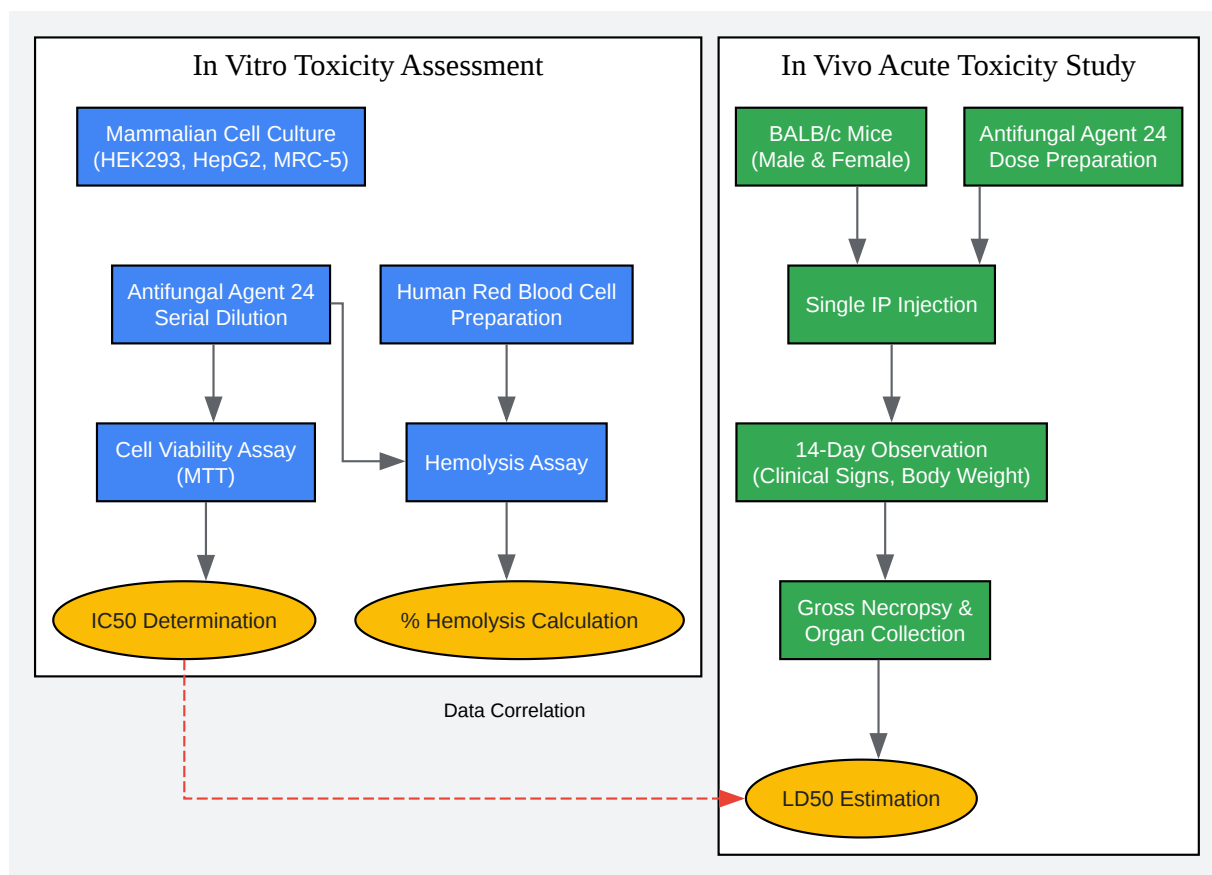 In Vitro Toxicity Assessment
Mammalian Cell Culture
(HEK293, HepG2, MRC-5)
Antifungal Agent 24
Serial Dilution
Human Red Blood Cell
Preparation
Cell Viability Assay
(MTT)
Hemolysis Assay
IC50 Determination
% Hemolysis Calculation
Data Correlation
In Vivo Acute Toxicity Study
BALB/c Mice
(Male & Female)
Antifungal Agent 24
Dose Preparation
Single IP Injection
14-Day Observation
(Clinical Signs, Body Weight)
Gross Necropsy &
Organ Collection
LD50 Estimation